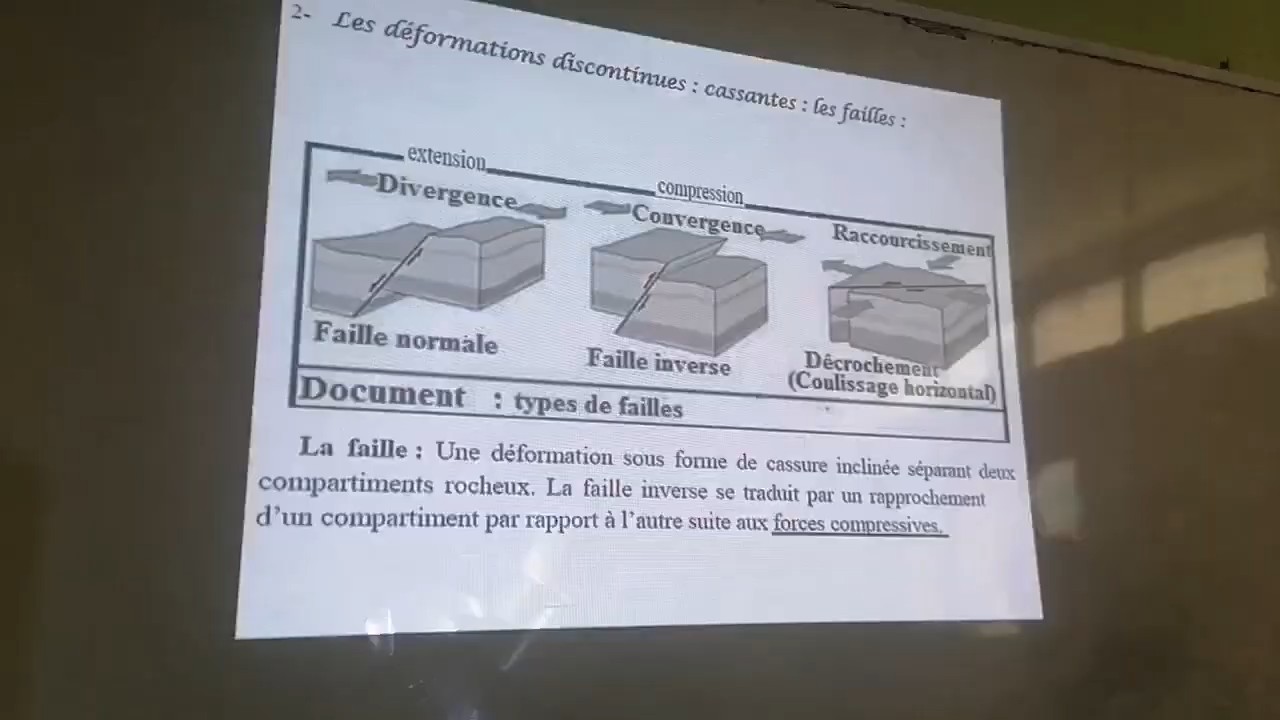 2- Les déformations discontinues : cassantes : les failles :
extension
compression
Divergence
Convergence
Raccourcissement
Faille normale
Faille inverse
Décrochement
(Coulissage horizontal)
Document : types de failles
La faille : Une déformation sous forme de cassure inclinée séparant deux
compartiments rocheux. La faille inverse se traduit par un rapprochement
d'un compartiment par rapport à l'autre suite aux forces compressives.